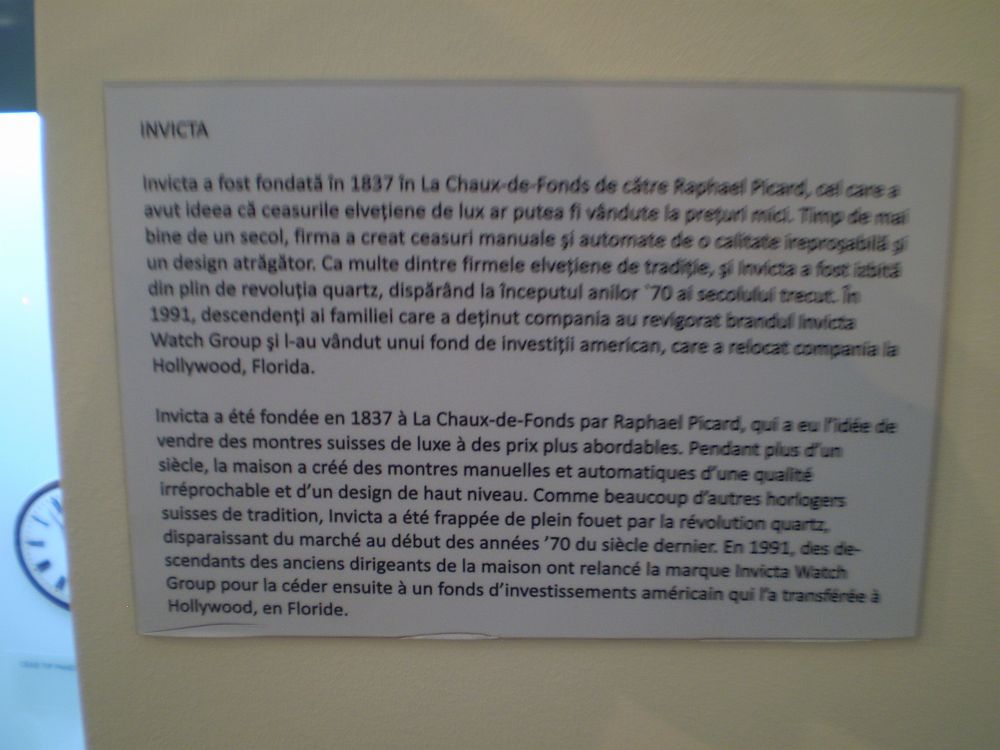 INVICTA
Invicta a fost fondată în 1837 în La Chaux-de-Fonds de către Raphael Picard, cel care a
avut ideea că ceasurile elvețiene de lux ar putea fi vândute la prețuri mici. Timp de mai
bine de un secol, firma a creat ceasuri manuale și automate de o calitate ireproșabilă și
un design atrăgător. Ca multe dintre firmele elvețiene de tradiție, și Invicta a fost izbită
din plin de revoluția quartz, dispărând la începutul anilor '70 ai secolului trecut. În
1991, descendenți ai familiei care a deținut compania au revigorat brandul Invicta
Watch Group și l-au vândut unui fond de investiții american, care a relocat compania la
Hollywood, Florida.
Invicta a été fondée en 1837 à La Chaux-de-Fonds par Raphael Picard, qui a eu l'idée de
vendre des montres suisses de luxe à des prix plus abordables. Pendant plus d'un
siècle, la maison a créé des montres manuelles et automatiques d'une qualité
irréprochable et d'un design de haut niveau. Comme beaucoup d'autres horlogers
suisses de tradition, Invicta a été frappée de plein fouet par la révolution quartz,
disparaissant du marché au début des années '70 du siècle dernier. En 1991, des de-
scendants des anciens dirigeants de la maison ont relancé la marque Invicta Watch
Group pour la céder ensuite à un fonds d'investissements américain qui l'a transférée à
Hollywood, en Floride.